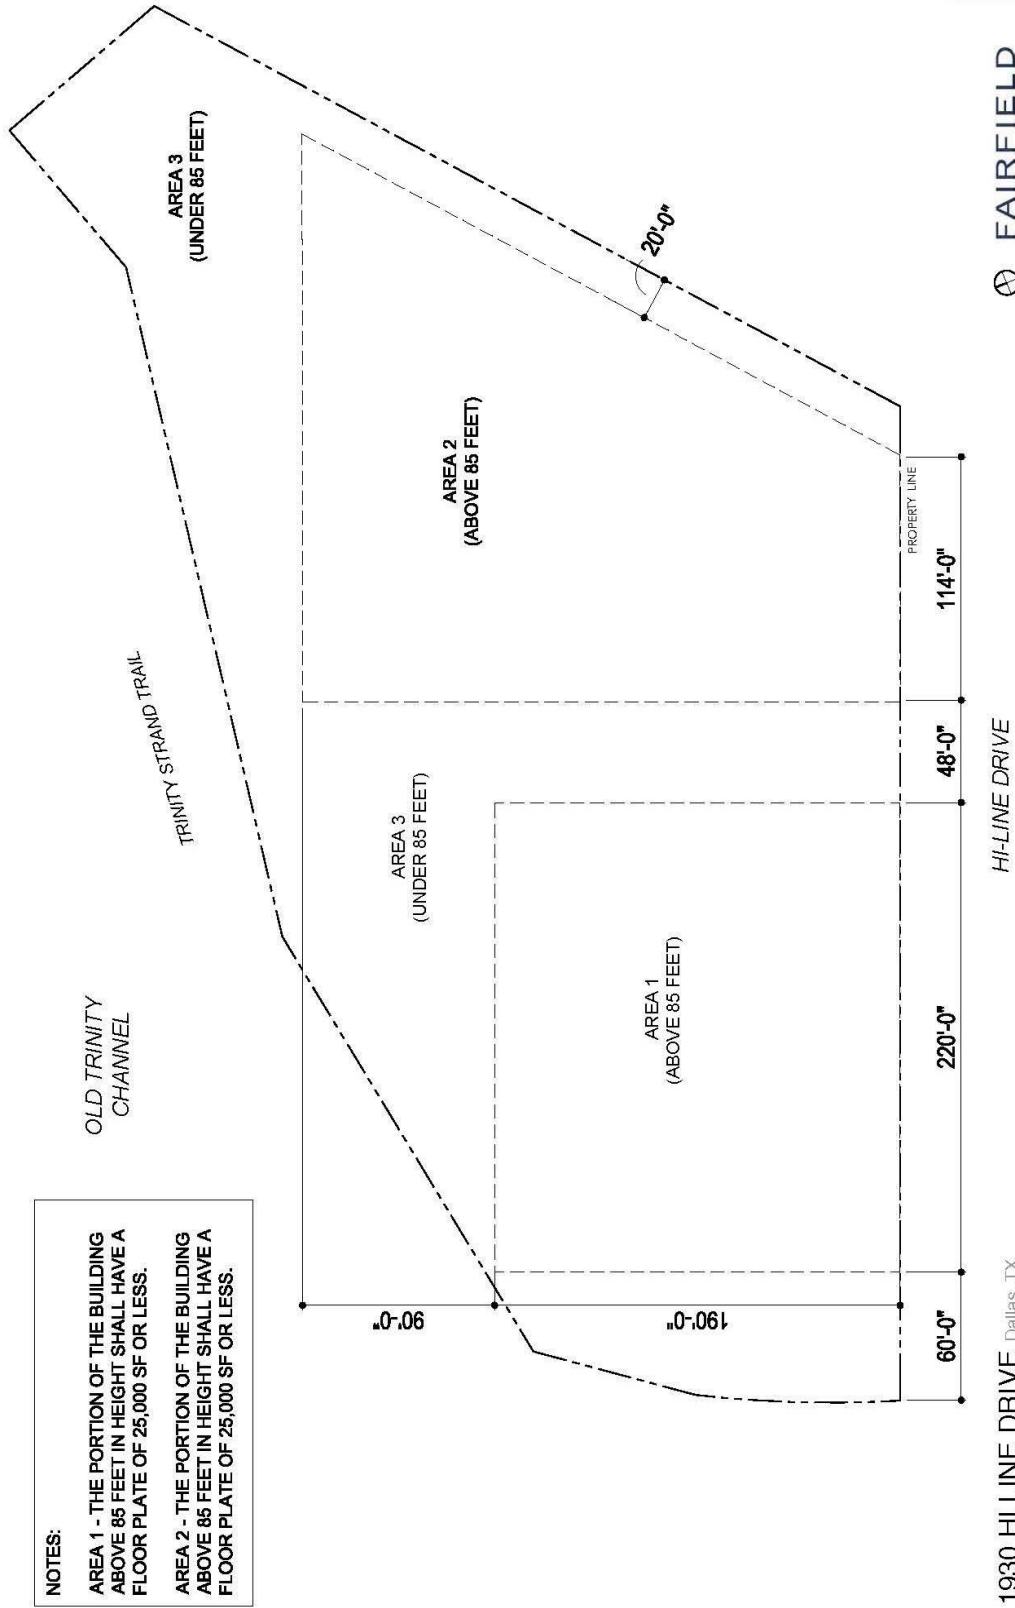 NOTES:
AREA 1 - THE PORTION OF THE BUILDING
ABOVE 85 FEET IN HEIGHT SHALL HAVE A
FLOOR PLATE OF 25,000 SF OR LESS.
AREA 2 - THE PORTION OF THE BUILDING
ABOVE 85 FEET IN HEIGHT SHALL HAVE A
FLOOR PLATE OF 25,000 SF OR LESS.
OLD TRINITY
CHANNEL
TRINITY STRAND TRAIL
AREA 3
(UNDER 85 FEET)
AREA 3
(UNDER 85 FEET)
AREA 2
(ABOVE 85 FEET)
AREA 1
(ABOVE 85 FEET)
20'-0"
90'-0"
190'-0"
PROPERTY LINE
60'-0"
220'-0"
48'-0"
114'-0"
HI-LINE DRIVE
1930 HI LINE DRIVE Dallas, TX
FAIRFIELD